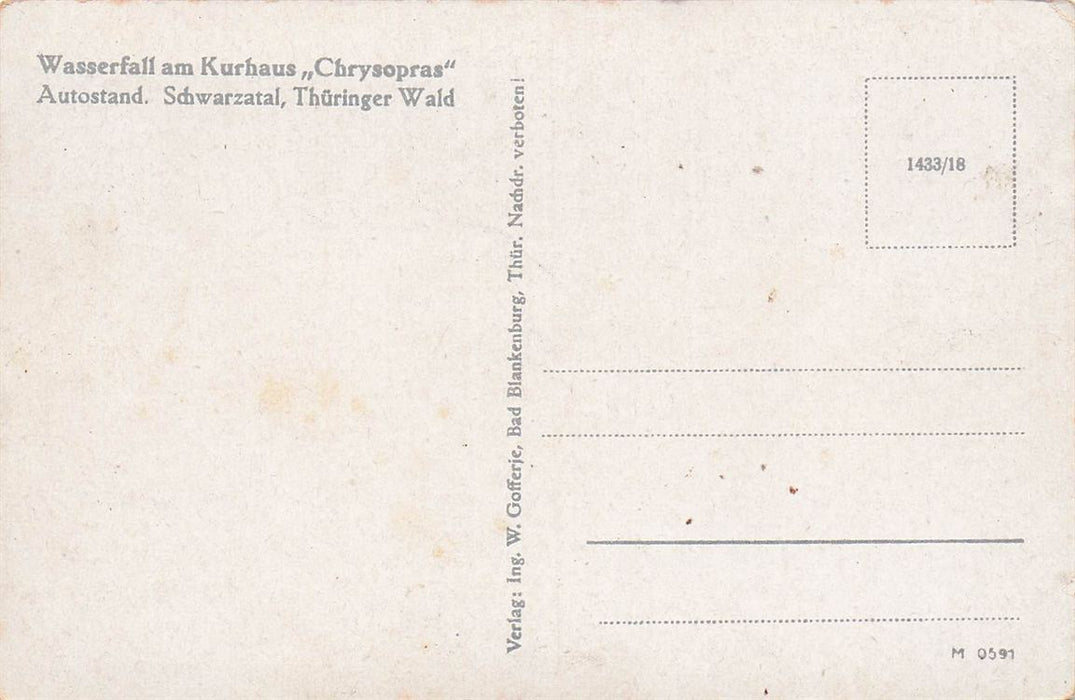 Wasserfall am Kurhaus „Chrysopras“
Autostand. Schwarzatal, Thüringer Wald
Verlag: Ing. W. Gofferje, Bad Blankenburg, Thür. Nachdr. verboten!
1433/18
M 0591